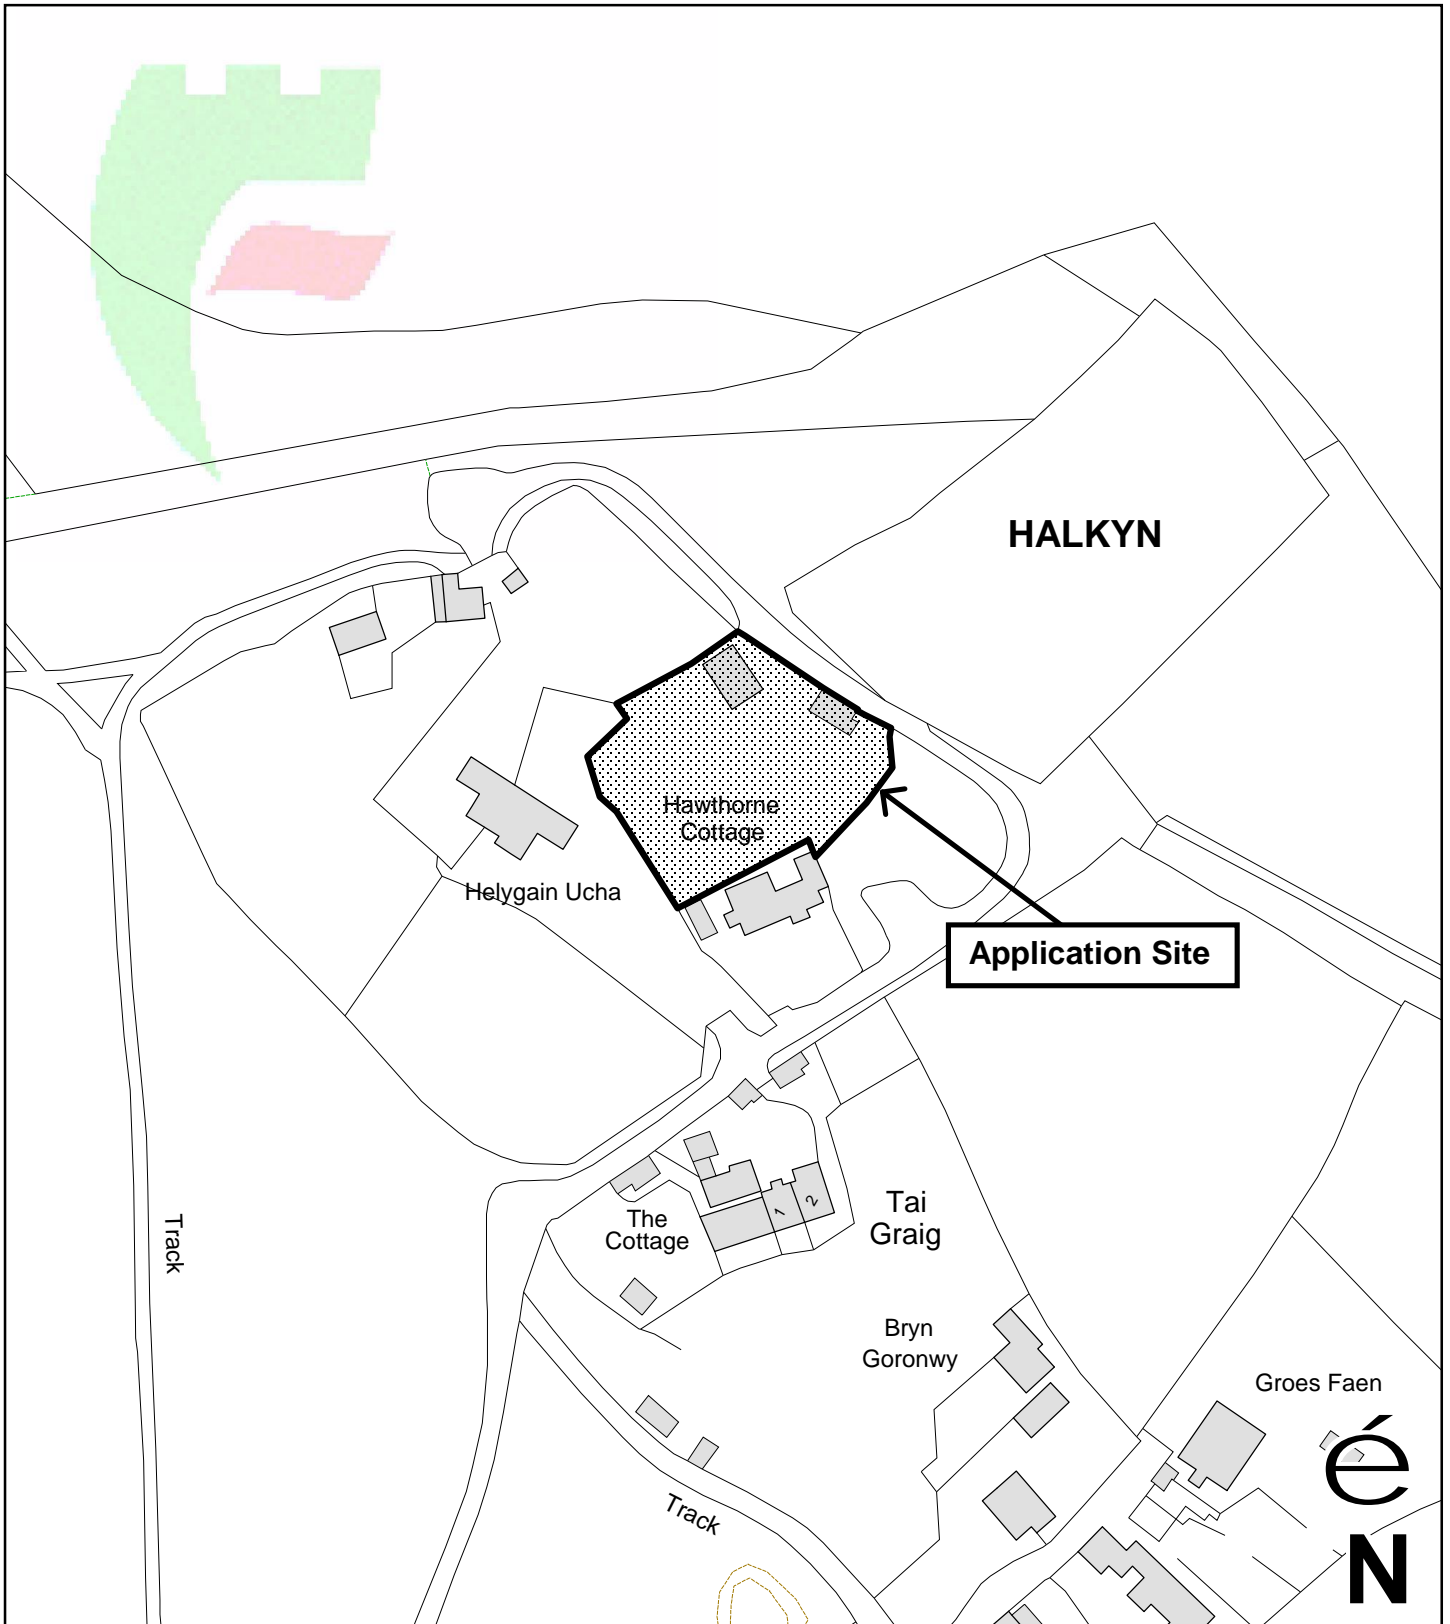 HALKYN
Hawthorne
Cottage
Helygain Ucha
Application Site
Track
The
Cottage
1
2
Tai
Graig
Bryn
Goronwy
Groes Faen
Track
é
N